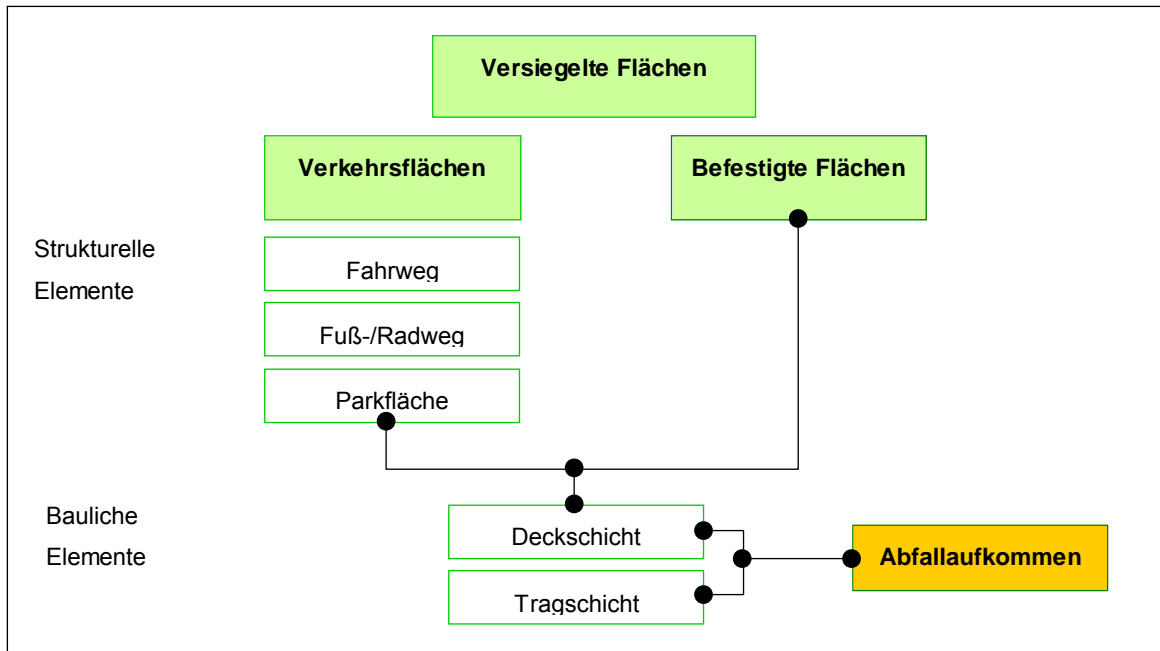 Versiegelte Flächen
Verkehrsflächen
Befestigte Flächen
Strukturelle
Elemente
Fahrweg
Fuß-/Radweg
Parkfläche
Bauliche
Elemente
Deckschicht
Tragschicht
Abfallaufkommen